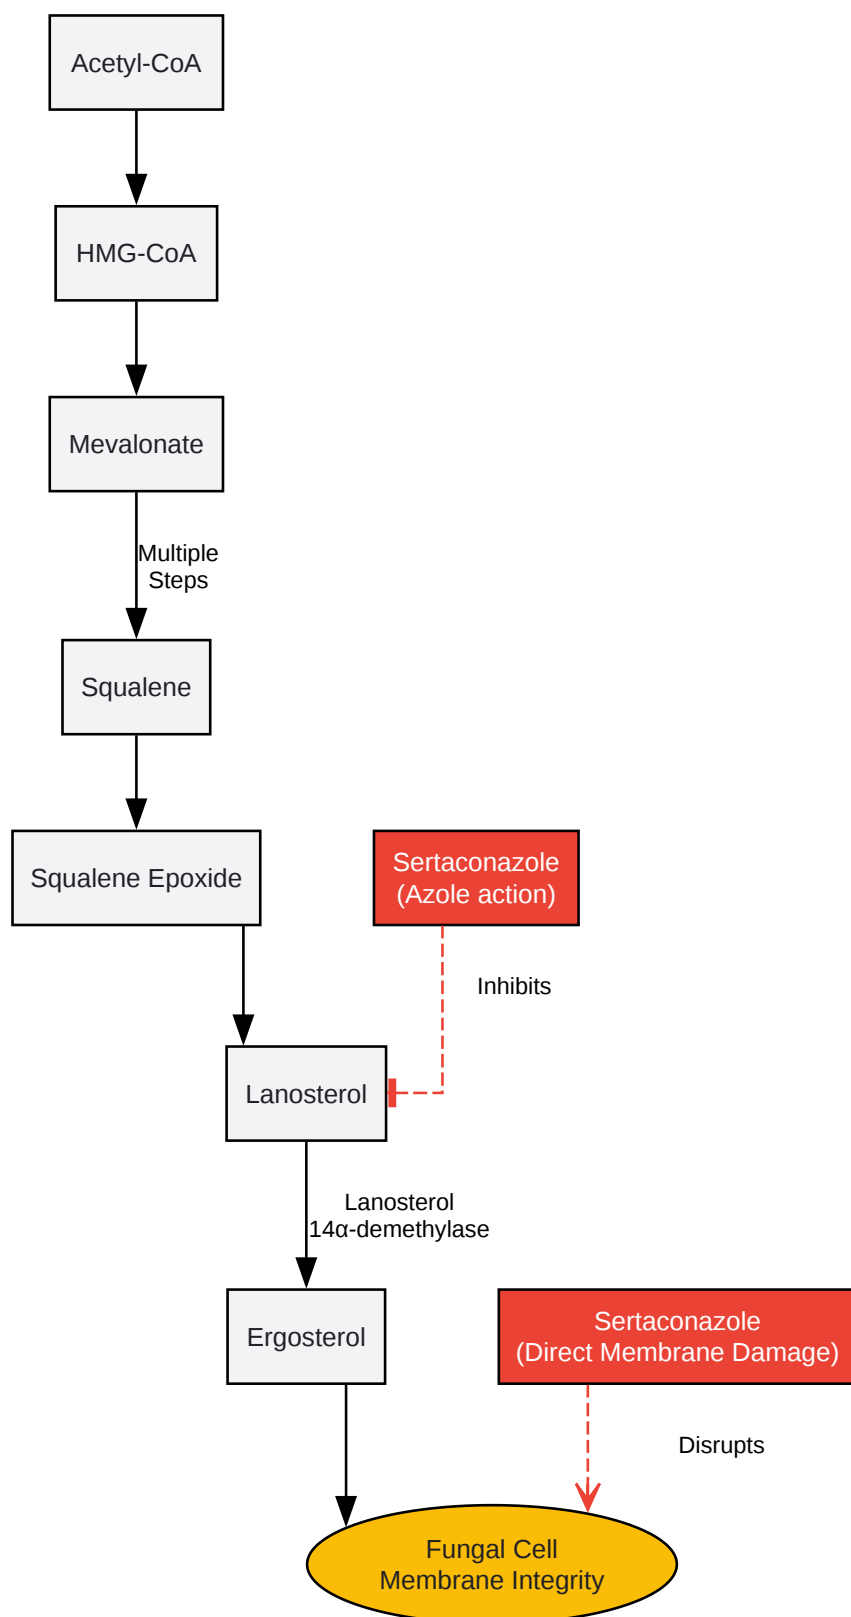 Acetyl-CoA
HMG-CoA
Mevalonate
Multiple
Steps
Squalene
Squalene Epoxide
Sertaconazole
(Azole action)
Inhibits
Lanosterol
Lanosterol
14α-demethylase
Ergosterol
Sertaconazole
(Direct Membrane Damage)
Disrupts
Fungal Cell
Membrane Integrity